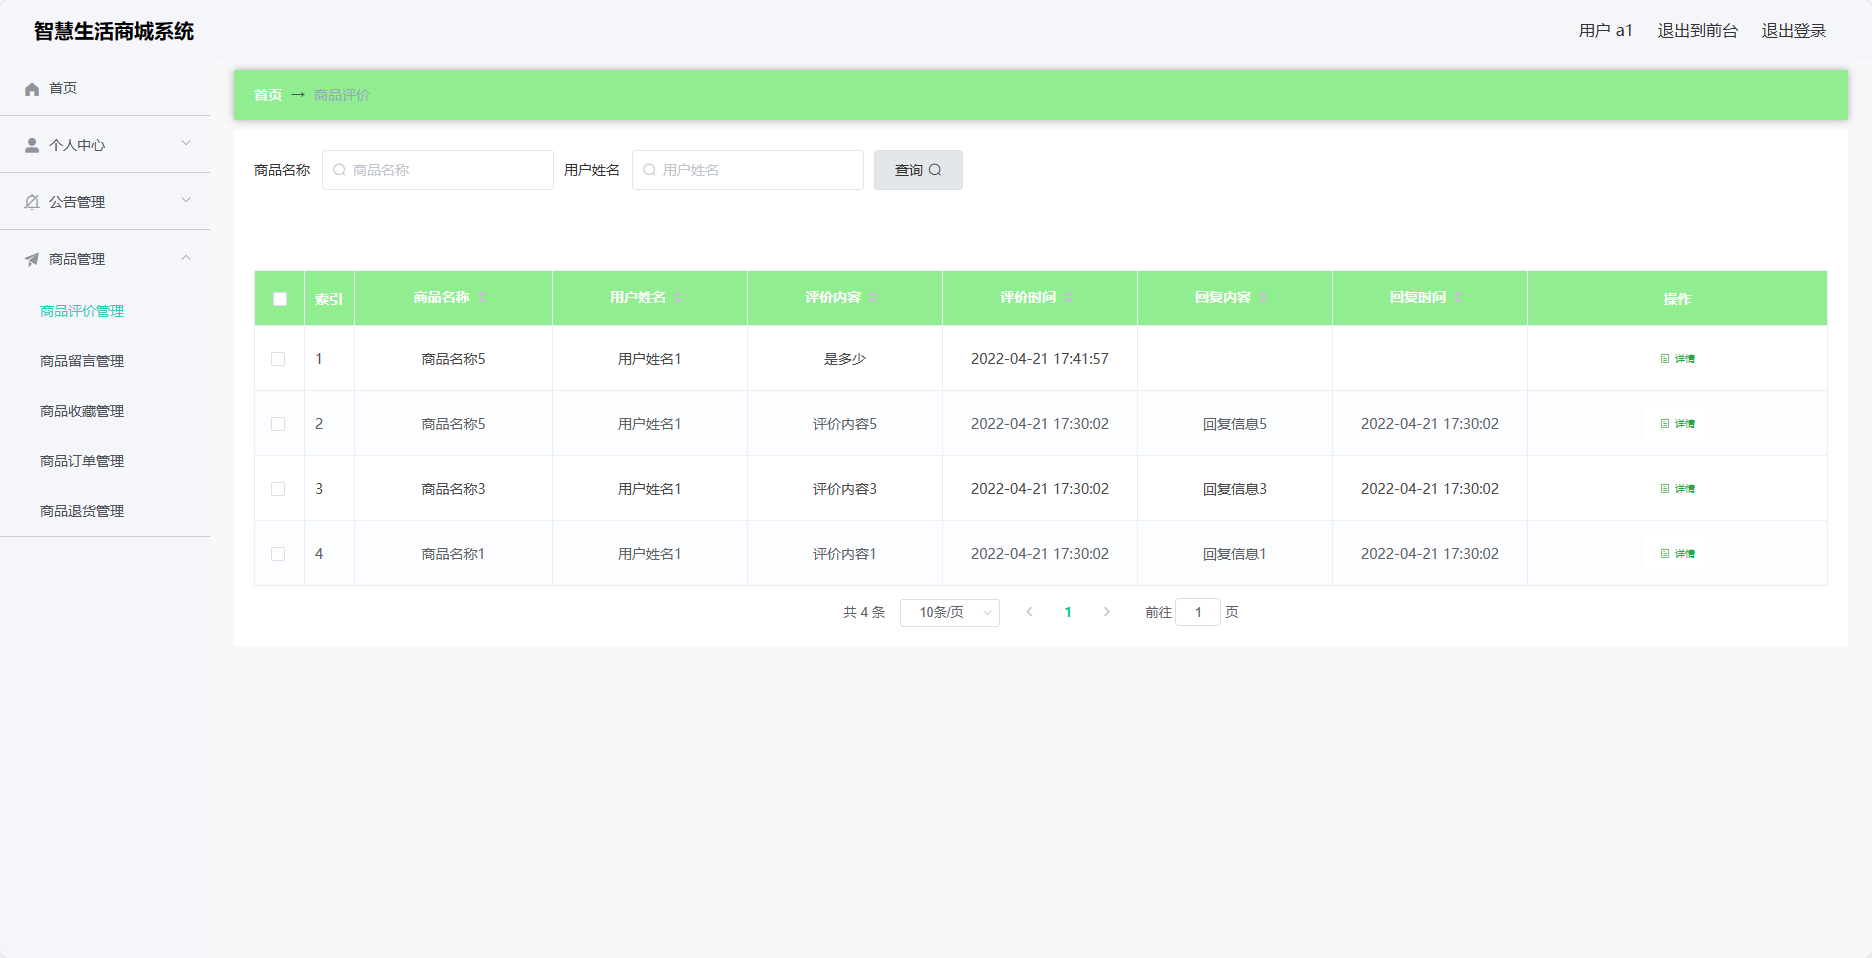 智慧生活商城系统
用户 a1 退出到前台 退出登录
首页
个人中心
公告管理
商品管理
商品评价管理
商品留言管理
商品收藏管理
商品订单管理
商品退货管理
首页 → 商品评价
商品名称 商品名称 用户姓名 用户姓名 查询
索引 商品名称 用户姓名 评价内容 评价时间 回复内容 回复时间 操作
1 商品名称5 用户姓名1 是多少 2022-04-21 17:41:57 详情
2 商品名称5 用户姓名1 评价内容5 2022-04-21 17:30:02 回复信息5 2022-04-21 17:30:02 详情
3 商品名称3 用户姓名1 评价内容3 2022-04-21 17:30:02 回复信息3 2022-04-21 17:30:02 详情
4 商品名称1 用户姓名1 评价内容1 2022-04-21 17:30:02 回复信息1 2022-04-21 17:30:02 详情
共 4 条 10条/页 1 前往 1 页